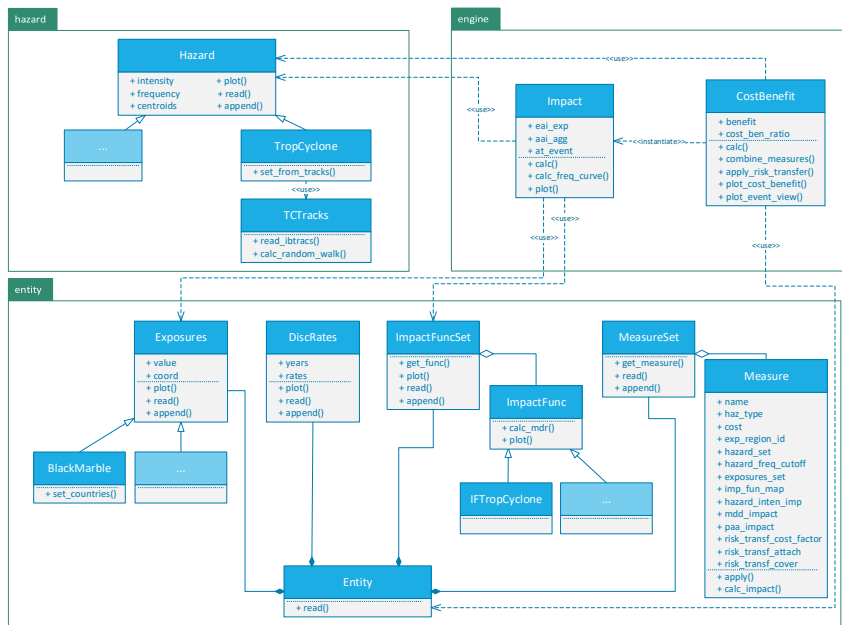 hazard
Hazard
+ intensity
+ frequency
+ centroids
+ plot()
+ read()
+ append()
...
TropCyclone
+ set_from_tracks()
<<use>>
TCTracks
+ read_ibtracs()
+ calc_random_walk()
engine
<<use>>
<<use>>
Impact
+ eai_exp
+ aai_agg
+ at_event
+ calc()
+ calc_freq_curve()
+ plot()
<<instantiate>>
CostBenefit
+ benefit
+ cost_ben_ratio
+ calc()
+ combine_measures()
+ apply_risk_transfer()
+ plot_cost_benefit()
+ plot_event_view()
<<use>>
<<use>>
<<use>>
entity
Exposures
+ value
+ coord
+ plot()
+ read()
+ append()
DiscRates
+ years
+ rates
+ plot()
+ read()
+ append()
ImpactFuncSet
+ get_func()
+ plot()
+ read()
+ append()
MeasureSet
+ get_measure()
+ read()
+ append()
Measure
+ name
+ haz_type
+ cost
+ exp_region_id
+ hazard_set
+ hazard_freq_cutoff
+ exposures_set
+ imp_fun_map
+ hazard_inten_imp
+ mdd_impact
+ paa_impact
+ risk_transf_cost_factor
+ risk_transf_attach
+ risk_transf_cover
+ apply()
+ calc_impact()
ImpactFunc
+ calc_mdr()
+ plot()
BlackMarble
+ set_countries()
...
IFTropCyclone
...
Entity
+ read()